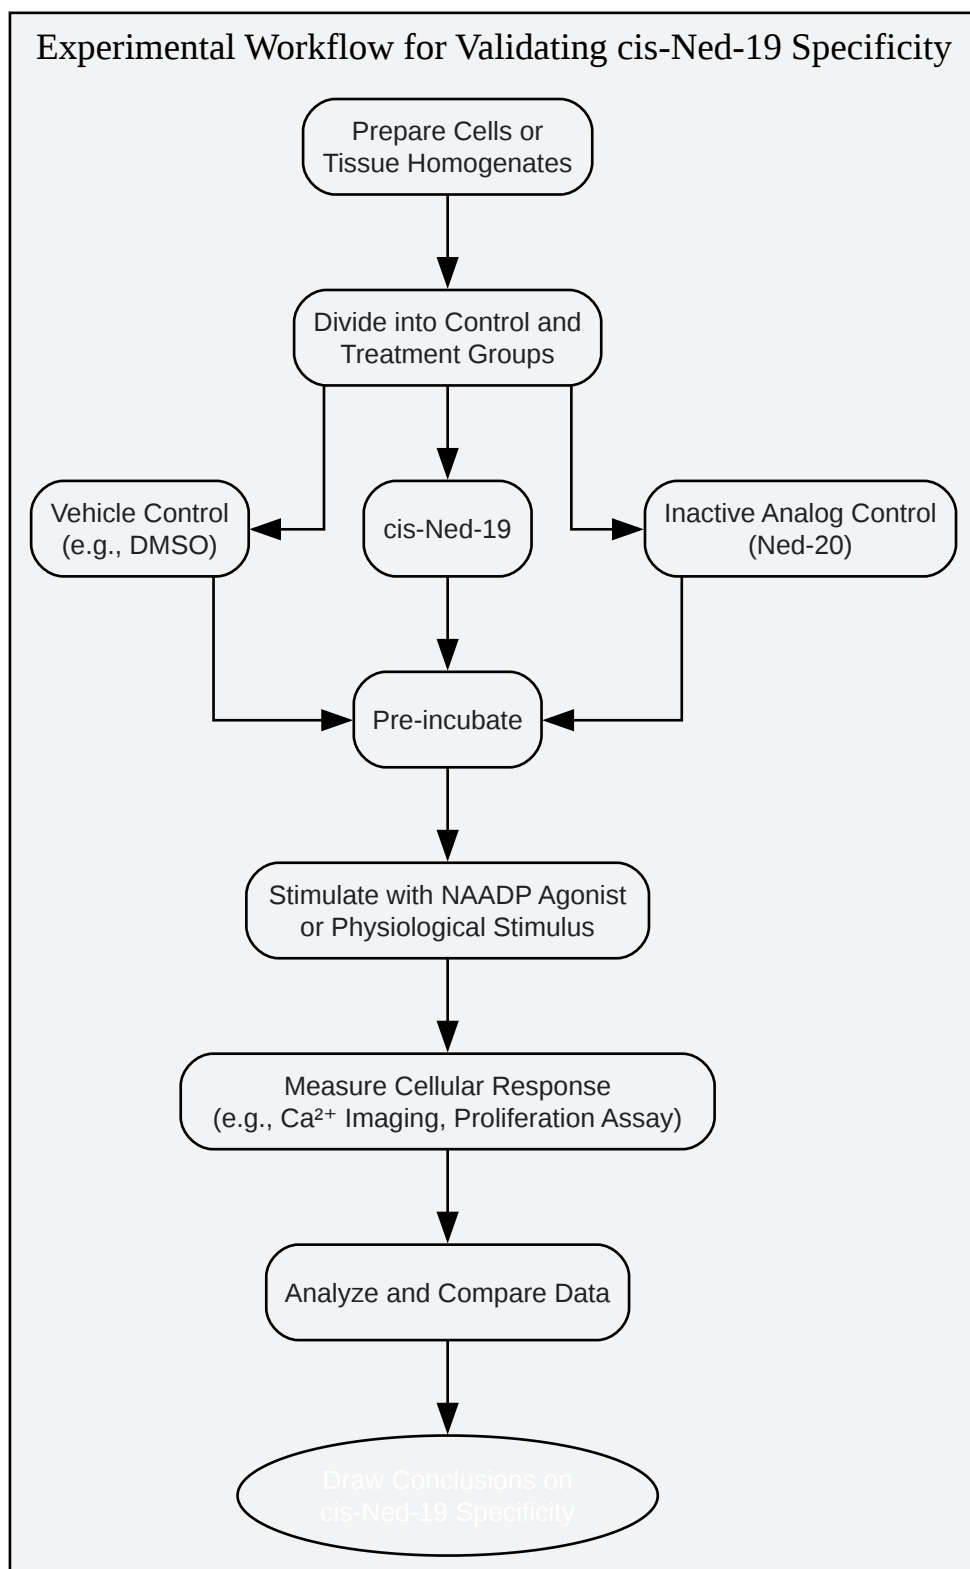 Experimental Workflow for Validating cis-Ned-19 Specificity
Prepare Cells or
Tissue Homogenates
Divide into Control and
Treatment Groups
Vehicle Control
(e.g., DMSO)
cis-Ned-19
Inactive Analog Control
(Ned-20)
Pre-incubate
Stimulate with NAADP Agonist
or Physiological Stimulus
Measure Cellular Response
(e.g., Ca²⁺ Imaging, Proliferation Assay)
Analyze and Compare Data
Draw Conclusions on
cis-Ned-19 Specificity